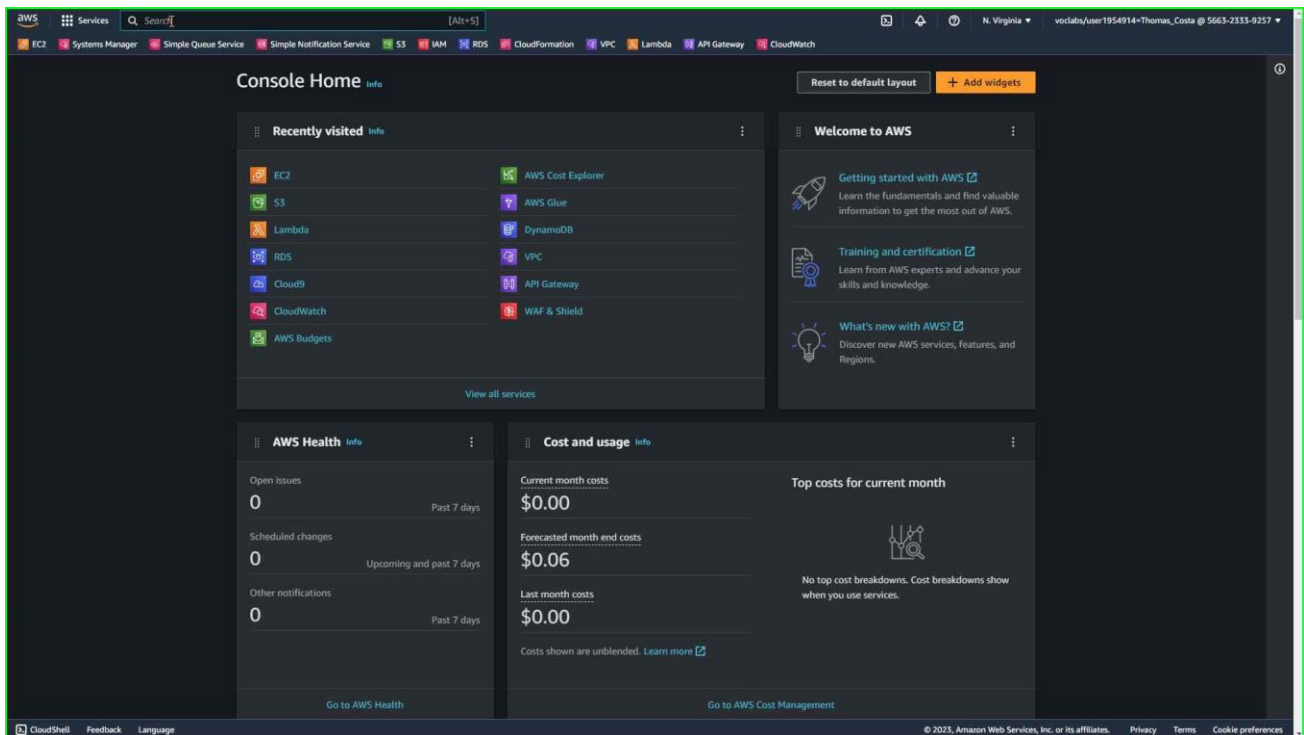 aws Services Search [Alt+S] N. Virginia voclabs/user1954914=Thomas_Costa @ 5663-2333-9257
EC2 Systems Manager Simple Queue Service Simple Notification Service S3 IAM RDS CloudFormation VPC Lambda API Gateway CloudWatch
Console Home Info
Reset to default layout + Add widgets
Recently visited Info
EC2
S3
Lambda
RDS
Cloud9
CloudWatch
AWS Budgets
AWS Cost Explorer
AWS Glue
DynamoDB
VPC
API Gateway
WAF & Shield
View all services
Welcome to AWS
Getting started with AWS
Learn the fundamentals and find valuable
information to get the most out of AWS.
Training and certification
Learn from AWS experts and advance your
skills and knowledge.
What's new with AWS?
Discover new AWS services, features, and
Regions.
AWS Health Info
Open issues
0 Past 7 days
Scheduled changes
0 Upcoming and past 7 days
Other notifications
0 Past 7 days
Go to AWS Health
Cost and usage Info
Current month costs
$0.00
Forecasted month end costs
$0.06
Last month costs
$0.00
Costs shown are unblended. Learn more
Top costs for current month
No top cost breakdowns. Cost breakdowns show
when you use services.
Go to AWS Cost Management
CloudShell Feedback Language © 2023, Amazon Web Services, Inc. or its affiliates. Privacy Terms Cookie preferences